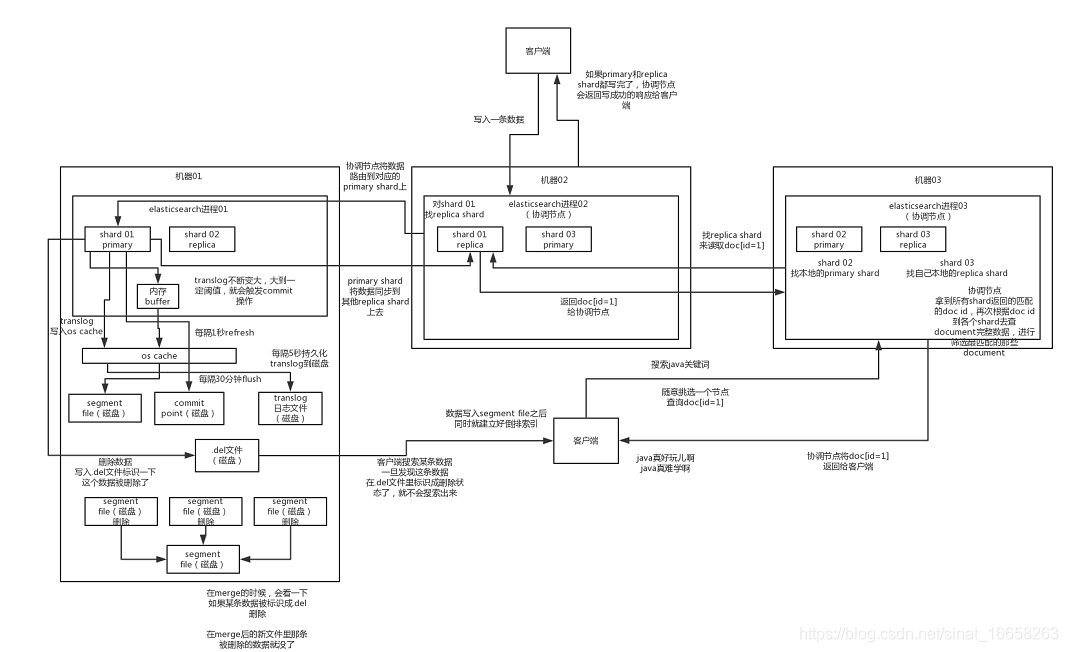 客户端
如果primary和replica
shard都写完了，协调节点
会返回写成功的响应给客户
端
写入一条数据
机器01
elasticsearch进程01
shard 01
primary
shard 02
replica
translog不断变大，大到一
定阈值，就会触发commit
操作
内存
buffer
translog
写入os cache
每隔1秒refresh
os cache
每隔5秒持久化
translog到磁盘
每隔30分钟flush
segment
file（磁盘）
commit
point（磁盘）
translog
日志文件
（磁盘）
.del文件
（磁盘）
删除数据
写入.del文件标识一下
这个数据被删除了
segment
file（磁盘）
删除
segment
file（磁盘）
删除
segment
file（磁盘）
删除
segment
file（磁盘）
在merge的时候，会看一下
如果某条数据被标识成.del
删除
在merge后的新文件里那条
被删除的数据就没了
协调节点将数据
路由到对应的
primary shard上
primary shard
将数据同步到
其他replica shard
上去
机器02
对shard 01
找replica shard
elasticsearch进程02
（协调节点）
shard 01
replica
shard 03
primary
找replica shard
来读取doc[id=1]
返回doc[id=1]
给协调节点
机器03
elasticsearch进程03
（协调节点）
shard 02
primary
shard 03
replica
shard 02
找本地的primary shard
shard 03
找自己本地的replica shard
协调节点
拿到所有shard返回的匹配
的doc id，再次根据doc id
到各个shard去查
document完整数据，进行
筛选最匹配的那些
document
搜索java关键词
随意挑选一个节点
查询doc[id=1]
数据写入segment file之后
同时就建立好倒排索引
客户端
客户端搜索某条数据
一旦发现这条数据
在.del文件里标识成删除状
态了，就不会搜索出来
java真好玩儿啊
java真难学啊
协调节点将doc[id=1]
返回给客户端
https://blog.csdn.net/sinat_16658263